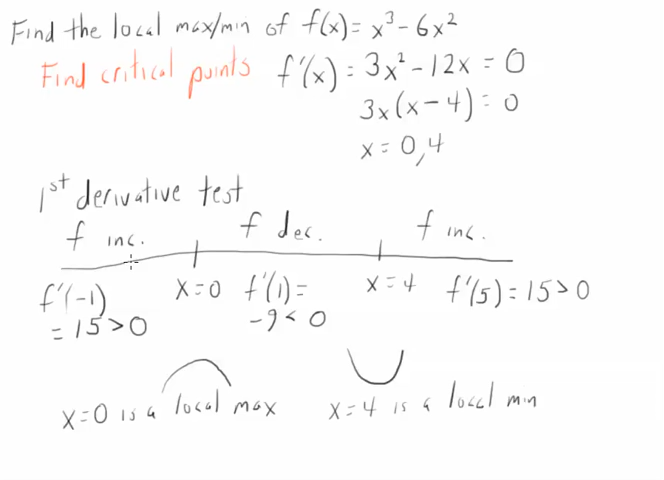 Find the local max/min of f(x) = x³ - 6x²
Find critical points f'(x) = 3x² - 12x = 0
3x(x - 4) = 0
x = 0, 4
1st derivative test
f inc. f dec. f inc.
f'(-1) = 15 > 0 x = 0 f'(1) = -9 < 0 x = 4 f'(5) = 15 > 0
x = 0 is a local max x = 4 is a local min